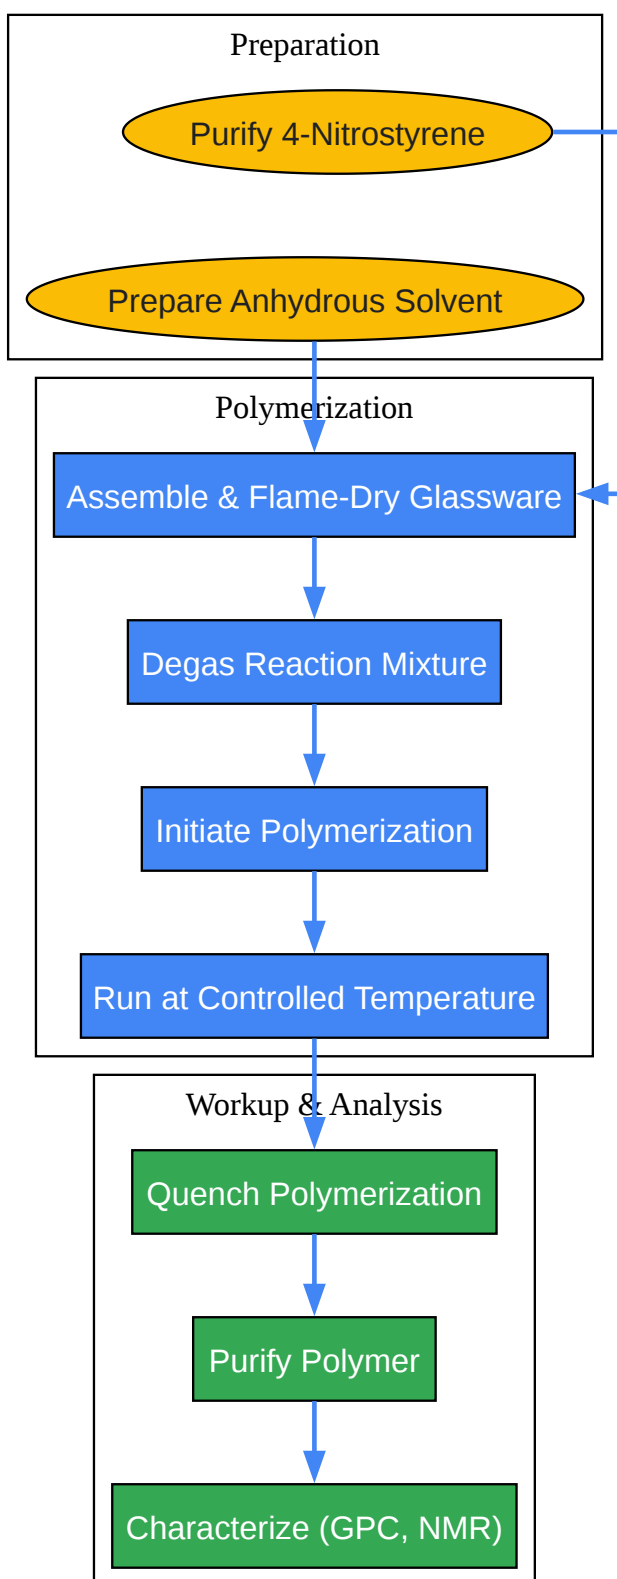 Preparation
Purify 4-Nitrostyrene
Prepare Anhydrous Solvent
Polymerization
Assemble & Flame-Dry Glassware
Degas Reaction Mixture
Initiate Polymerization
Run at Controlled Temperature
Workup & Analysis
Quench Polymerization
Purify Polymer
Characterize (GPC, NMR)